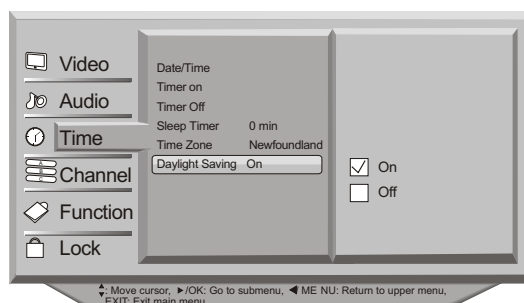 Video
Audio
Time
Channel
Function
Lock
Date/Time
Timer on
Timer Off
Sleep Timer 0 min
Time Zone Newfoundland
Daylight Saving On
On
Off
: Move cursor, ►/OK: Go to submenu, ◄ ME NU: Return to upper menu,
EXIT: Exit main menu